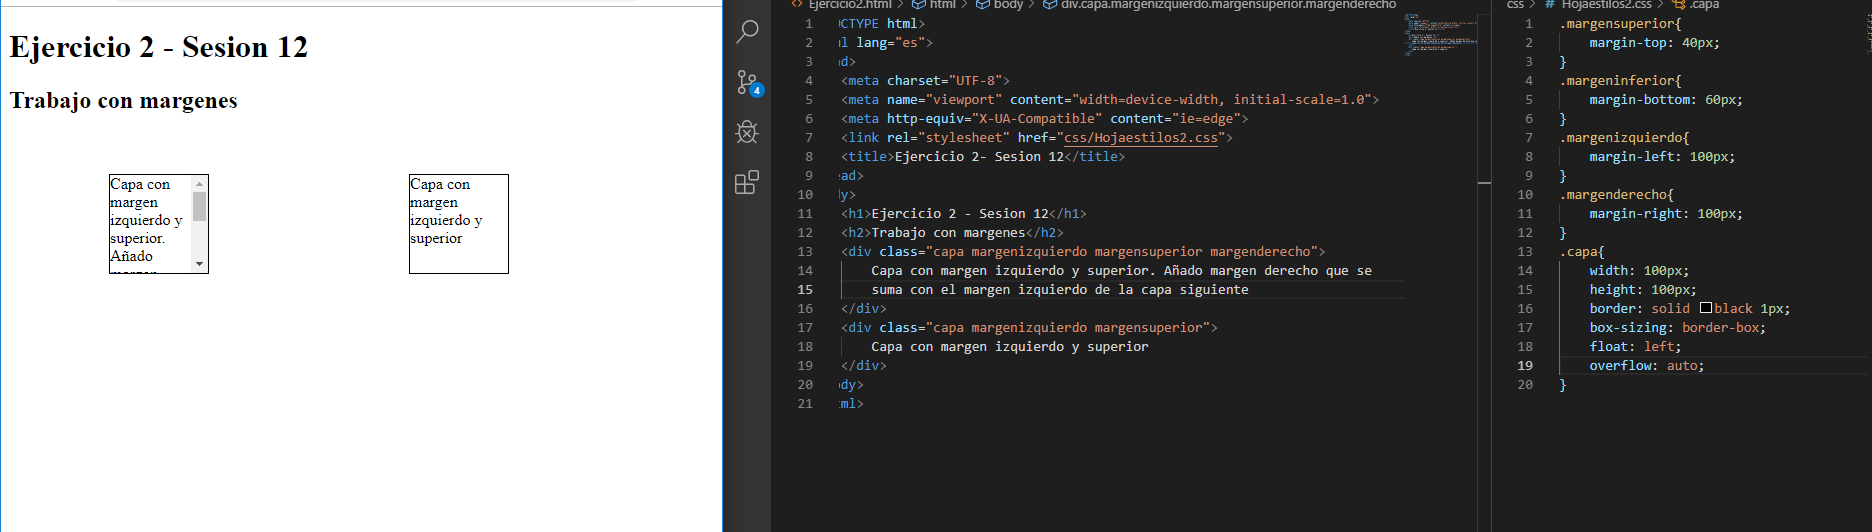 Ejercicio 2 - Sesion 12
Trabajo con margenes
Capa con
margen
izquierdo y
superior.
Añado
Capa con
margen
izquierdo y
superior
4
Ejercicio2.html > html > body > div.capa.margenizquierdo.margensuperior.margenderecho
1 OCTYPE html>
2 ml lang="es">
3 ad>
4 <meta charset="UTF-8">
5 <meta name="viewport" content="width=device-width, initial-scale=1.0">
6 <meta http-equiv="X-UA-Compatible" content="ie=edge">
7 <link rel="stylesheet" href="css/Hojaestilos2.css">
8 <title>Ejercicio 2- Sesion 12</title>
9 ead>
10 dy>
11 <h1>Ejercicio 2 - Sesion 12</h1>
12 <h2>Trabajo con margenes</h2>
13 <div class="capa margenizquierdo margensuperior margenderecho">
14 Capa con margen izquierdo y superior. Añado margen derecho que se
15 suma con el margen izquierdo de la capa siguiente
16 </div>
17 <div class="capa margenizquierdo margensuperior">
18 Capa con margen izquierdo y superior
19 </div>
20 ody>
21 tml>
css > # Hojaestilos2.css > .capa
1 .margensuperior{
2 margin-top: 40px;
3 }
4 .margeninferior{
5 margin-bottom: 60px;
6 }
7 .margenizquierdo{
8 margin-left: 100px;
9 }
10 .margenderecho{
11 margin-right: 100px;
12 }
13 .capa{
14 width: 100px;
15 height: 100px;
16 border: solid black 1px;
17 box-sizing: border-box;
18 float: left;
19 overflow: auto;
20 }